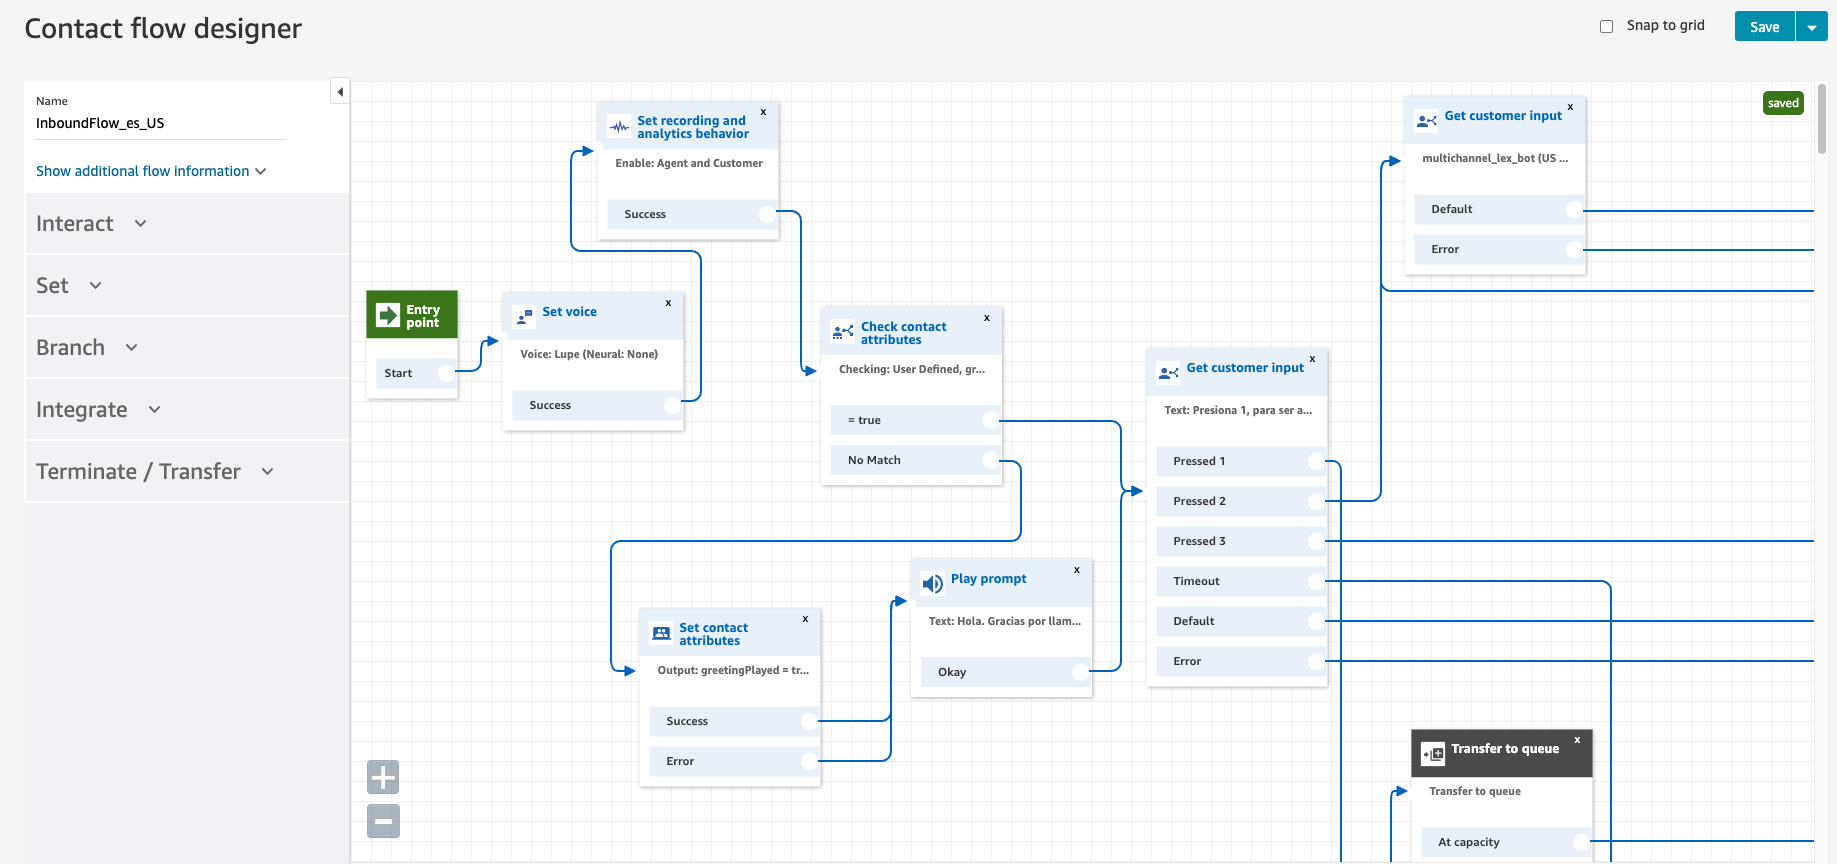 Contact flow designer
Snap to grid
Save
Name
InboundFlow_es_US
Show additional flow information
Interact
Set
Branch
Integrate
Terminate / Transfer
saved
Entry
point
Start
x
Set voice
Voice: Lupe (Neural: None)
Success
x
Set recording and
analytics behavior
Enable: Agent and Customer
Success
x
Check contact
attributes
Checking: User Defined, gr...
= true
No Match
x
Set contact
attributes
Output: greetingPlayed = tr...
Success
Error
x
Play prompt
Text: Hola. Gracias por llam...
Okay
x
Get customer input
Text: Presiona 1, para ser a...
Pressed 1
Pressed 2
Pressed 3
Timeout
Default
Error
x
Get customer input
multichannel_lex_bot (US ...
Default
Error
x
Transfer to queue
Transfer to queue
At capacity